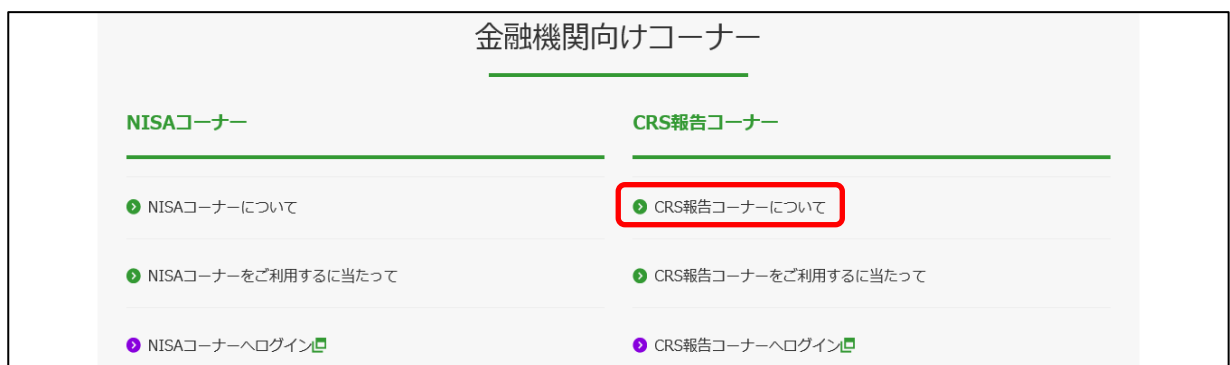 金融機関向けコーナー
NISAコーナー
NISAコーナーについて
NISAコーナーをご利用するに当たって
NISAコーナーへログイン
CRS報告コーナー
CRS報告コーナーについて
CRS報告コーナーをご利用するに当たって
CRS報告コーナーへログイン